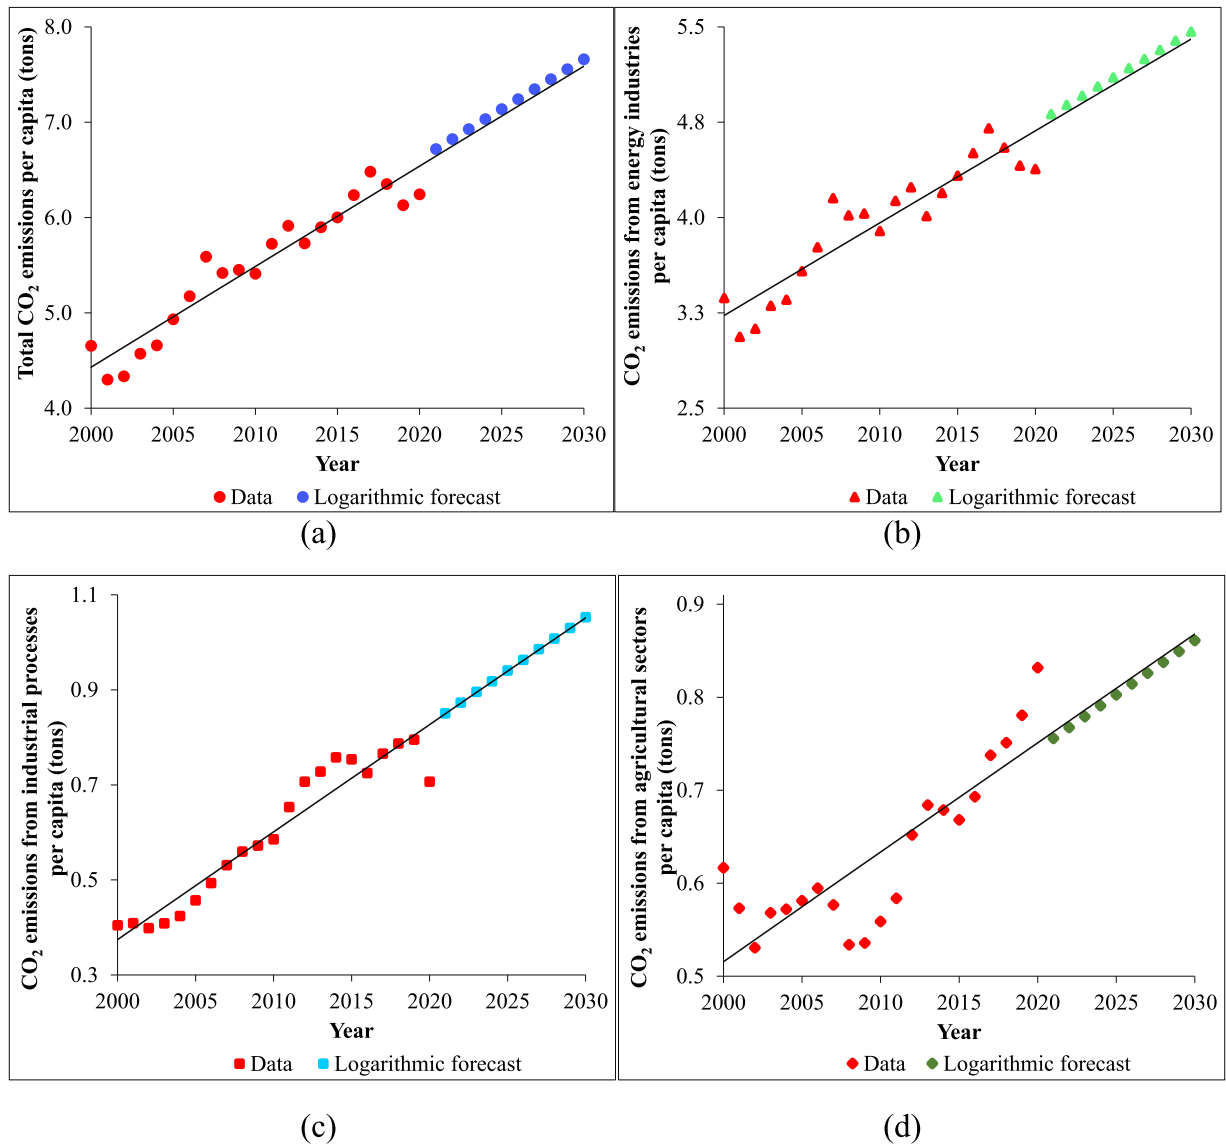 Total CO2 emissions per capita (tons)
8.0
7.0
6.0
5.0
4.0
2000 2005 2010 2015 2020 2025 2030
Year
Data Logarithmic forecast
(a)
CO2 emissions from energy industries
per capita (tons)
5.5
4.8
4.0
3.3
2.5
2000 2005 2010 2015 2020 2025 2030
Year
Data Logarithmic forecast
(b)
CO2 emissions from industrial processes
per capita (tons)
1.1
0.9
0.7
0.5
0.3
2000 2005 2010 2015 2020 2025 2030
Year
Data Logarithmic forecast
(c)
CO2 emissions from agricultural sectors
per capita (tons)
0.9
0.8
0.7
0.6
0.5
2000 2005 2010 2015 2020 2025 2030
Year
Data Logarithmic forecast
(d)